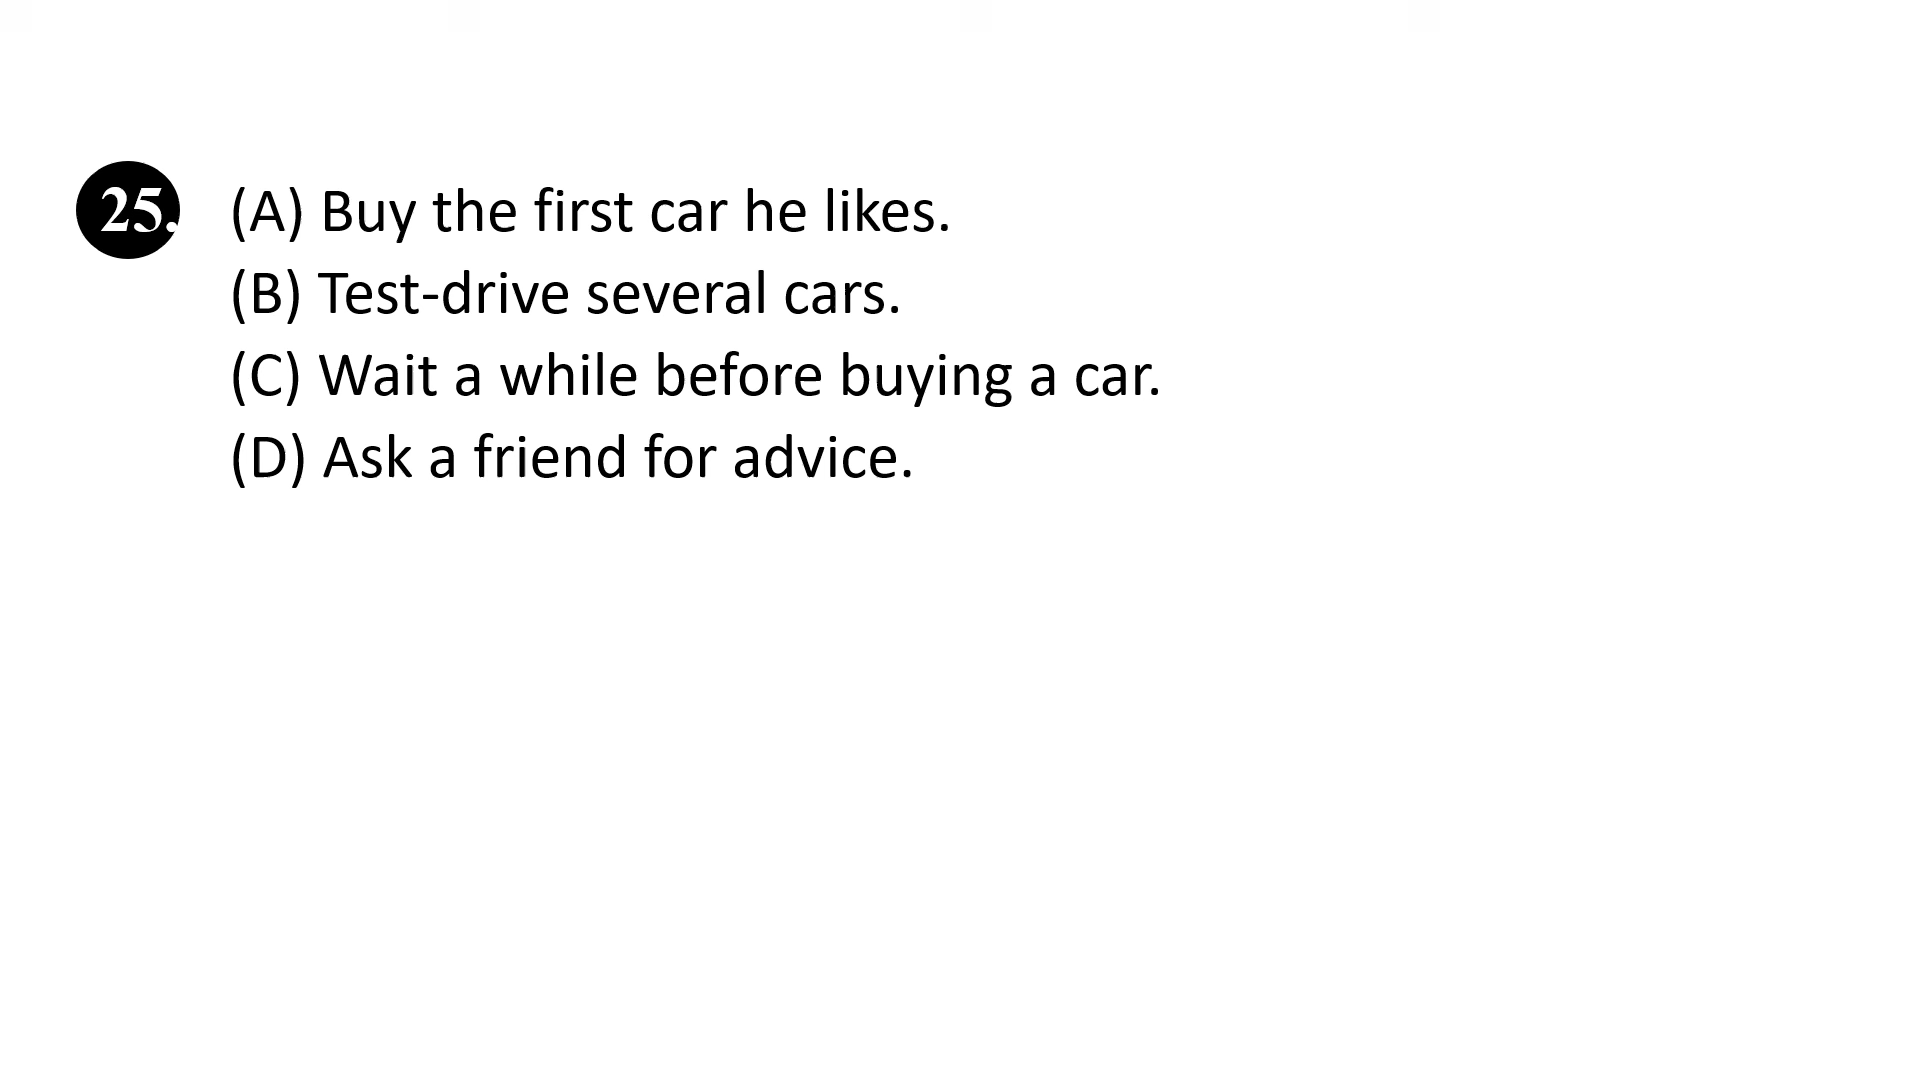 25. (A) Buy the first car he likes.
(B) Test-drive several cars.
(C) Wait a while before buying a car.
(D) Ask a friend for advice.